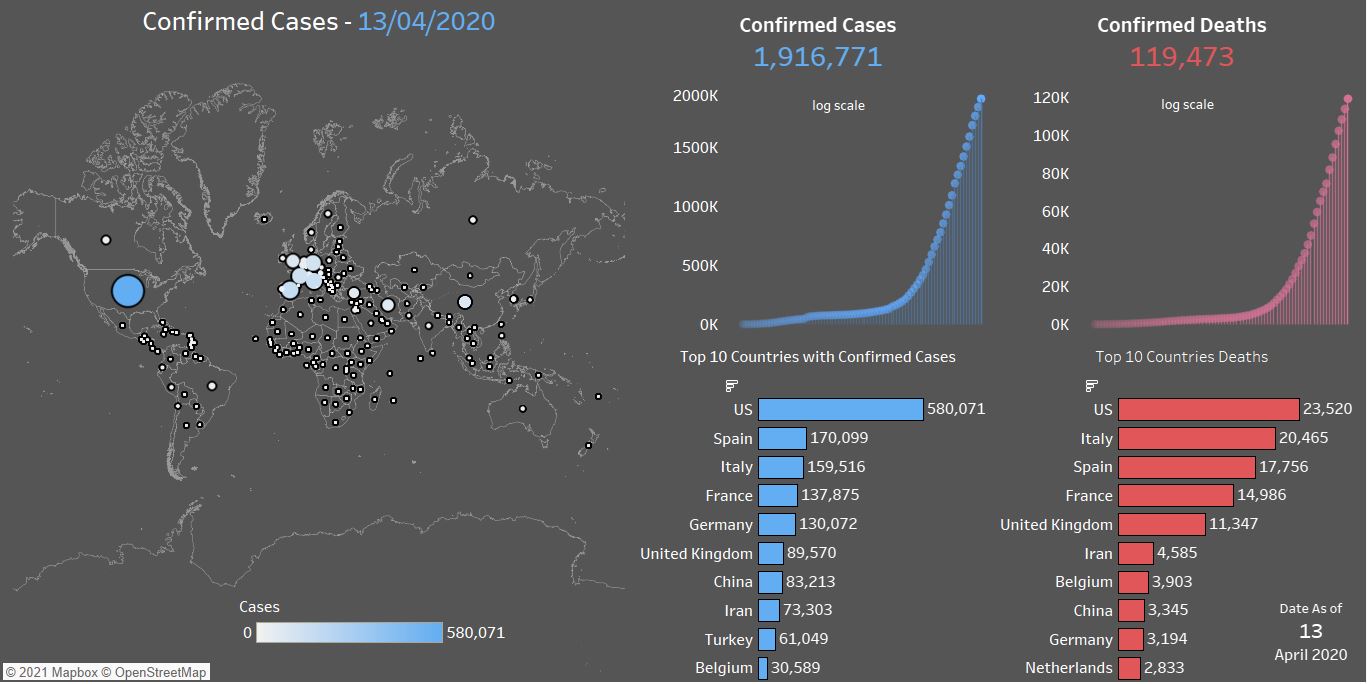 Confirmed Cases - 13/04/2020
Cases
0
580,071
© 2021 Mapbox © OpenStreetMap
Confirmed Cases
1,916,771
log scale
2000K
1500K
1000K
500K
0K
Confirmed Deaths
119,473
log scale
120K
100K
80K
60K
40K
20K
0K
Top 10 Countries with Confirmed Cases
US 580,071
Spain 170,099
Italy 159,516
France 137,875
Germany 130,072
United Kingdom 89,570
China 83,213
Iran 73,303
Turkey 61,049
Belgium 30,589
Top 10 Countries Deaths
US 23,520
Italy 20,465
Spain 17,756
France 14,986
United Kingdom 11,347
Iran 4,585
Belgium 3,903
China 3,345
Germany 3,194
Netherlands 2,833
Date As of
13
April 2020